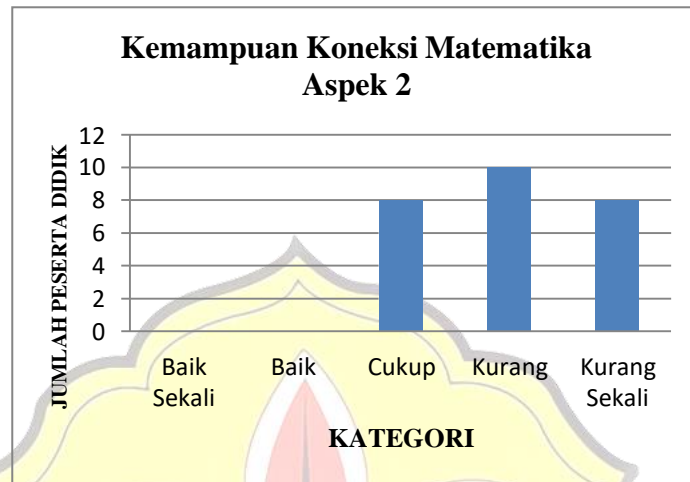 Kemampuan Koneksi Matematika
Aspek 2
JUMLAH PESERTA DIDIK
12
10
8
6
4
2
0
Baik Sekali
Baik
Cukup
Kurang
Kurang Sekali
KATEGORI